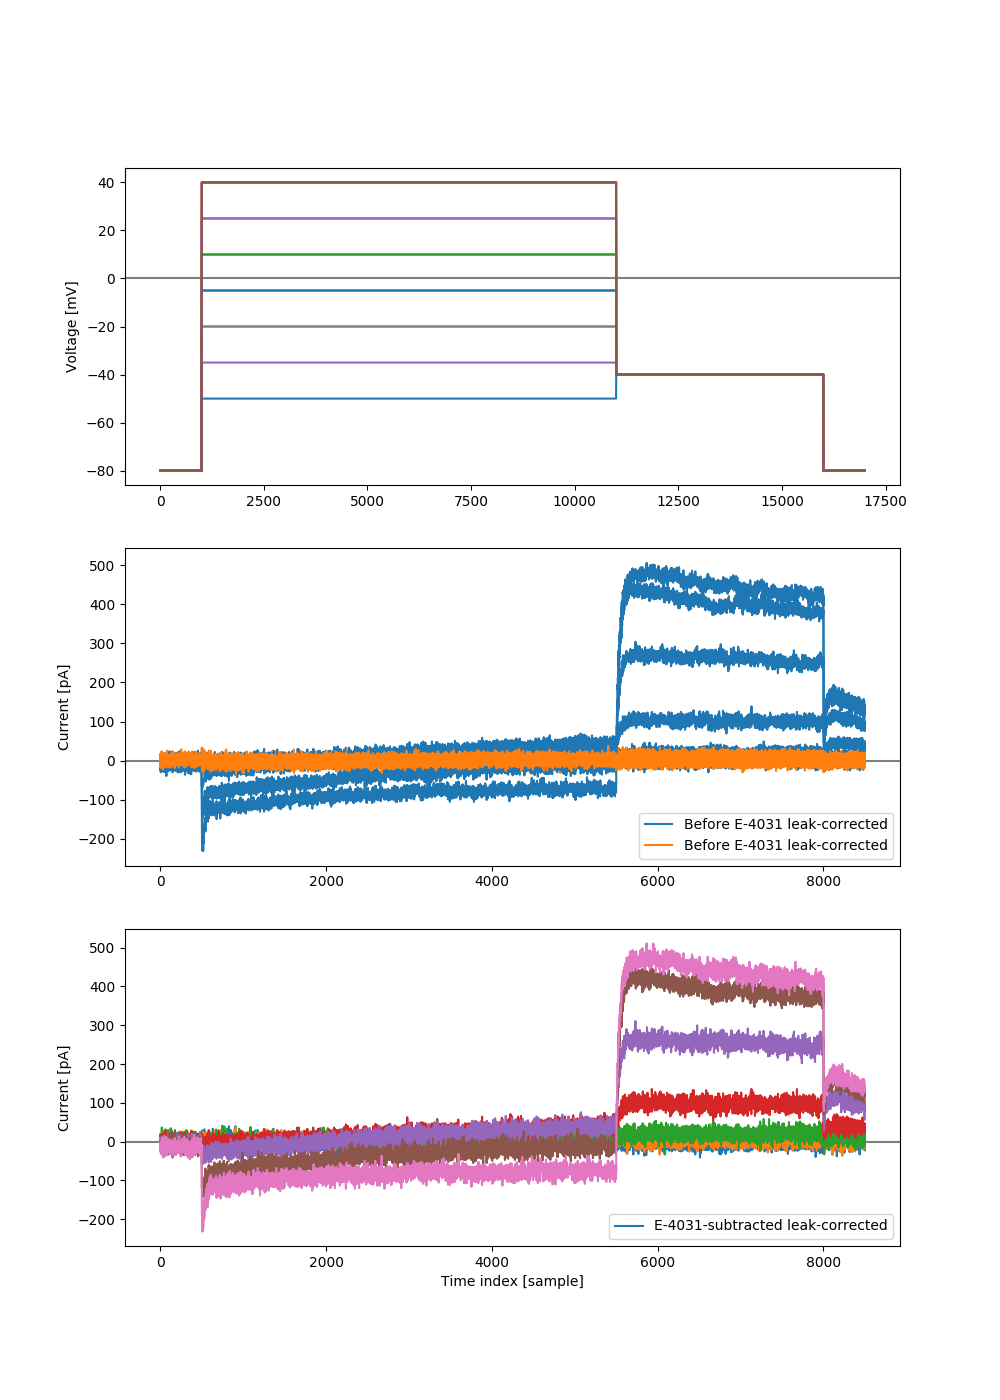 40
20
0
−20
−40
−60
−80
Voltage [mV]
0 2500 5000 7500 10000 12500 15000 17500
500
400
300
200
100
0
−100
−200
Current [pA]
Before E-4031 leak-corrected
Before E-4031 leak-corrected
0 2000 4000 6000 8000
500
400
300
200
100
0
−100
−200
Current [pA]
E-4031-subtracted leak-corrected
0 2000 4000 6000 8000
Time index [sample]